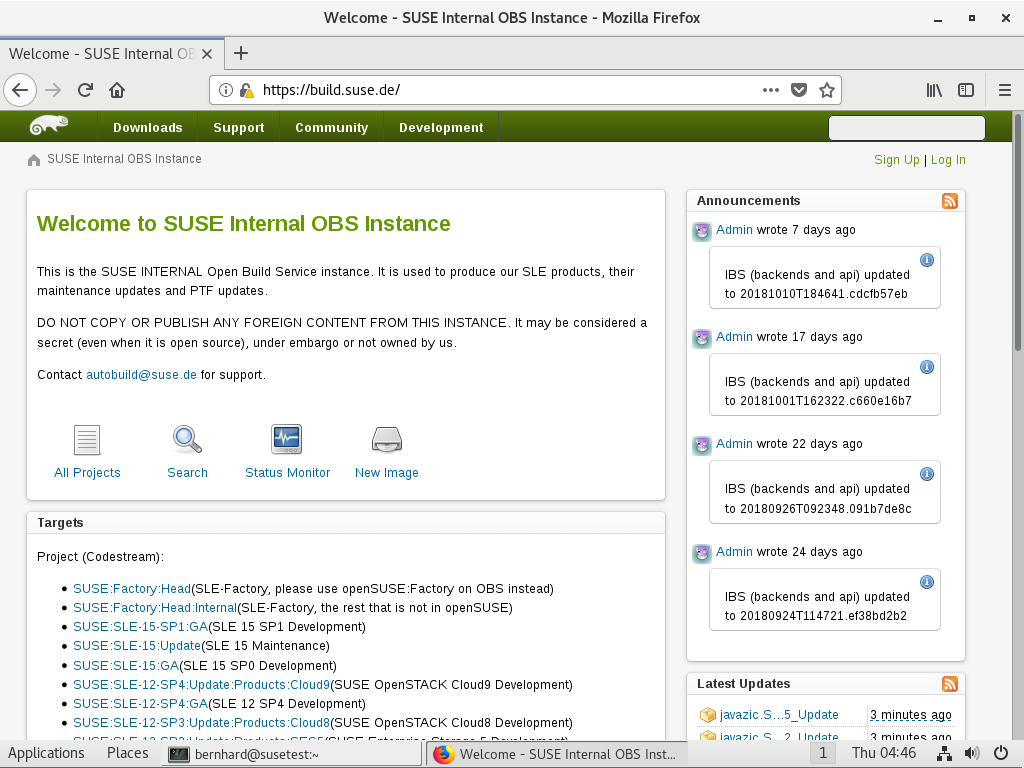 Welcome - SUSE Internal OBS Instance - Mozilla Firefox
Welcome - SUSE Internal OB
https://build.suse.de/
Downloads Support Community Development
SUSE Internal OBS Instance
Sign Up | Log In
Welcome to SUSE Internal OBS Instance
This is the SUSE INTERNAL Open Build Service instance. It is used to produce our SLE products, their
maintenance updates and PTF updates.
DO NOT COPY OR PUBLISH ANY FOREIGN CONTENT FROM THIS INSTANCE. It may be considered a
secret (even when it is open source), under embargo or not owned by us.
Contact autobuild@suse.de for support.
All Projects Search Status Monitor New Image
Targets
Project (Codestream):
• SUSE:Factory:Head(SLE-Factory, please use openSUSE:Factory on OBS instead)
• SUSE:Factory:Head:Internal(SLE-Factory, the rest that is not in openSUSE)
• SUSE:SLE-15-SP1:GA(SLE 15 SP1 Development)
• SUSE:SLE-15:Update(SLE 15 Maintenance)
• SUSE:SLE-15:GA(SLE 15 SP0 Development)
• SUSE:SLE-12-SP4:Update:Products:Cloud9(SUSE OpenSTACK Cloud9 Development)
• SUSE:SLE-12-SP4:GA(SLE 12 SP4 Development)
• SUSE:SLE-12-SP3:Update:Products:Cloud8(SUSE OpenSTACK Cloud8 Development)
Announcements
Admin wrote 7 days ago
IBS (backends and api) updated
to 20181010T184641.cdcfb57eb
Admin wrote 17 days ago
IBS (backends and api) updated
to 20181001T162322.c660e16b7
Admin wrote 22 days ago
IBS (backends and api) updated
to 20180926T092348.091b7de8c
Admin wrote 24 days ago
IBS (backends and api) updated
to 20180924T114721.ef38bd2b2
Latest Updates
javazic.S...5_Update 3 minutes ago
javazic.S...2_Update 3 minutes ago
Applications Places bernhard@susetest:~ Welcome - SUSE Internal OBS Inst... 1 Thu 04:46